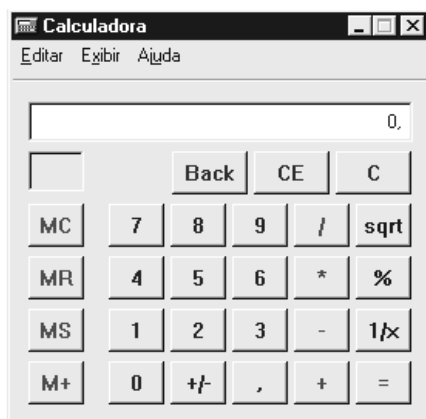 Calculadora
Editar Exibir Ajuda
0,
Back CE C
MC 7 8 9 / sqrt
MR 4 5 6 * %
MS 1 2 3 - 1/x
M+ 0 +/- , + =